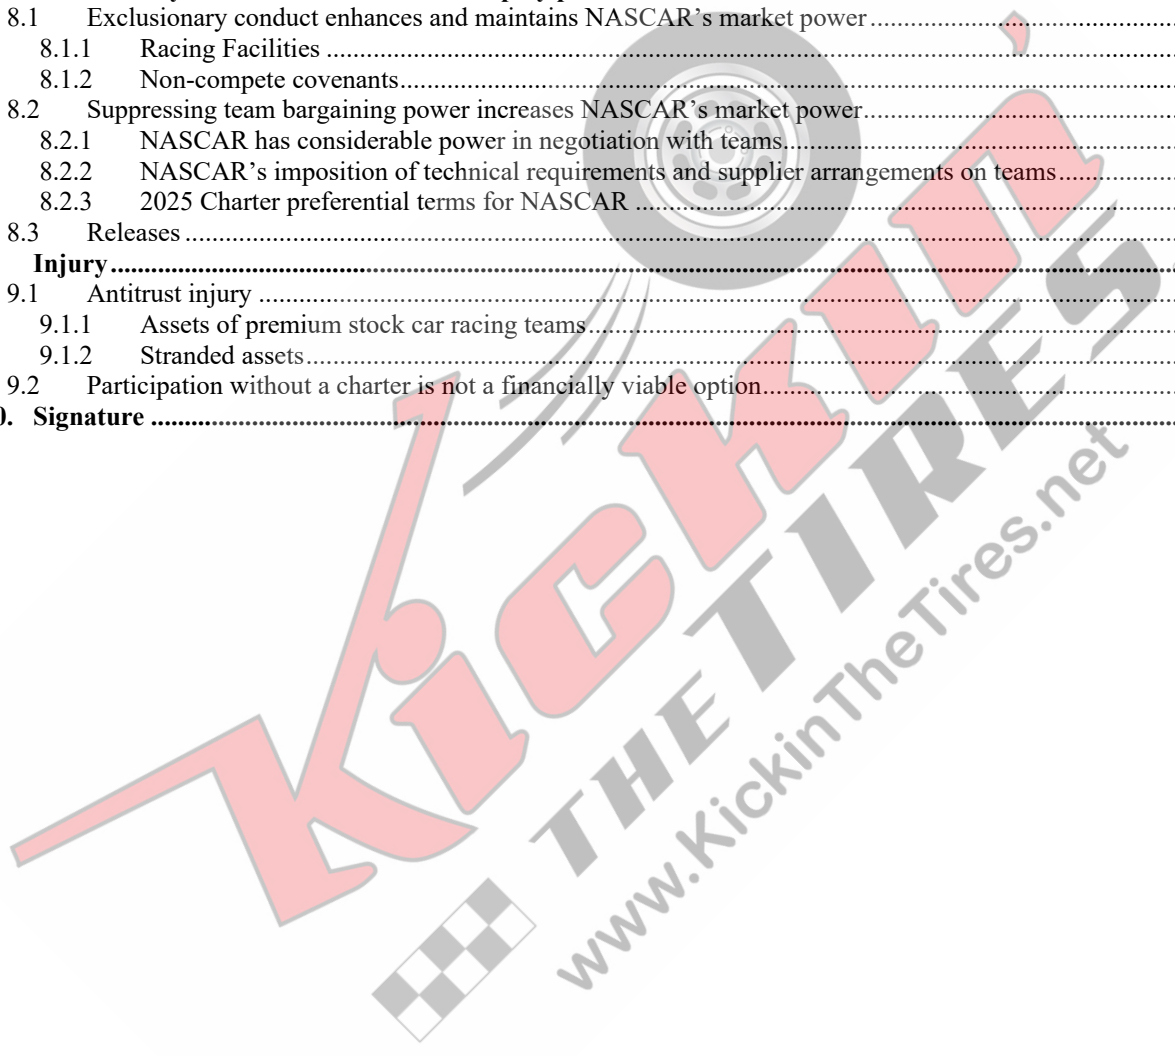 8.1 Exclusionary conduct enhances and maintains NASCAR’s market power
8.1.1 Racing Facilities
8.1.2 Non-compete covenants
8.2 Suppressing team bargaining power increases NASCAR’s market power
8.2.1 NASCAR has considerable power in negotiation with teams
8.2.2 NASCAR’s imposition of technical requirements and supplier arrangements on teams
8.2.3 2025 Charter preferential terms for NASCAR
8.3 Releases
Injury
9.1 Antitrust injury
9.1.1 Assets of premium stock car racing teams
9.1.2 Stranded assets
9.2 Participation without a charter is not a financially viable option
0. Signature
Kickin'
THE TIRES
www.KickinTheTires.net